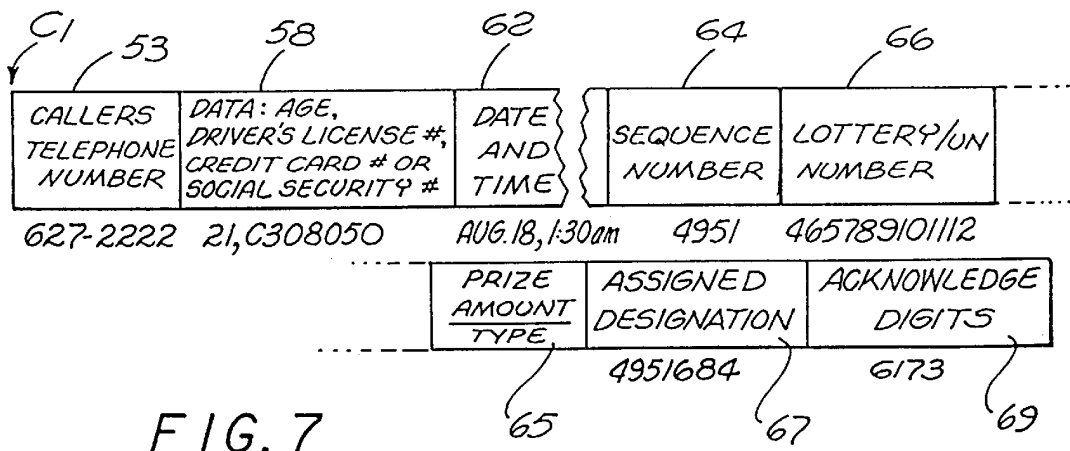 C1
53
58
62
64
66
CALLERS
TELEPHONE
NUMBER
DATA: AGE,
DRIVER'S LICENSE #,
CREDIT CARD # OR
SOCIAL SECURITY #
DATE
AND
TIME
SEQUENCE
NUMBER
LOTTERY/UN
NUMBER
627-2222
21, C308050
AUG. 18, 1:30am
4951
465789101112
PRIZE
AMOUNT
TYPE
ASSIGNED
DESIGNATION
ACKNOWLEDGE
DIGITS
4951684
6173
65
67
69
FIG. 7